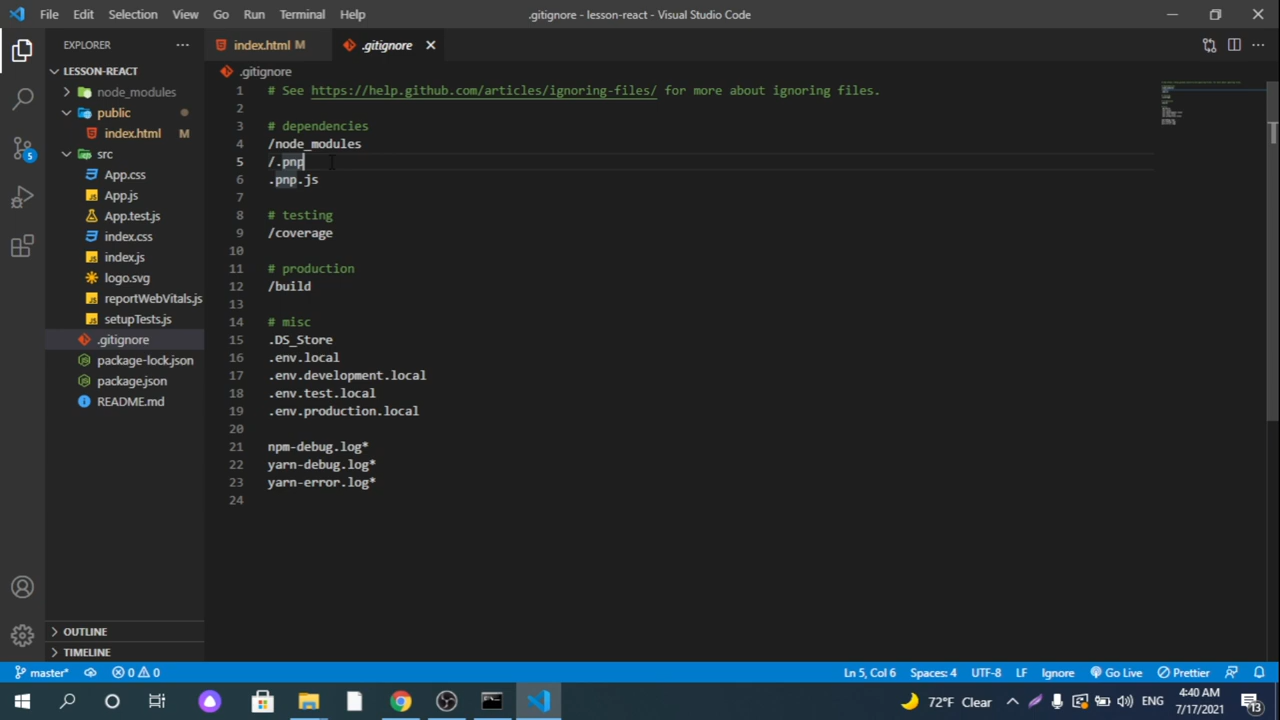 File Edit Selection View Go Run Terminal Help
.gitignore - lesson-react - Visual Studio Code
EXPLORER
index.html M
.gitignore
LESSON-REACT
node_modules
public
index.html M
src
App.css
App.js
App.test.js
index.css
index.js
logo.svg
reportWebVitals.js
setupTests.js
.gitignore
package-lock.json
package.json
README.md
OUTLINE
TIMELINE
.gitignore
1 # See https://help.github.com/articles/ignoring-files/ for more about ignoring files.
2
3 # dependencies
4 /node_modules
5 /.pnp
6 .pnp.js
7
8 # testing
9 /coverage
10
11 # production
12 /build
13
14 # misc
15 .DS_Store
16 .env.local
17 .env.development.local
18 .env.test.local
19 .env.production.local
20
21 npm-debug.log*
22 yarn-debug.log*
23 yarn-error.log*
24
5
master* 0 0
Ln 5, Col 6 Spaces: 4 UTF-8 LF Ignore Go Live Prettier
72°F Clear ENG
4:40 AM
7/17/2021
13